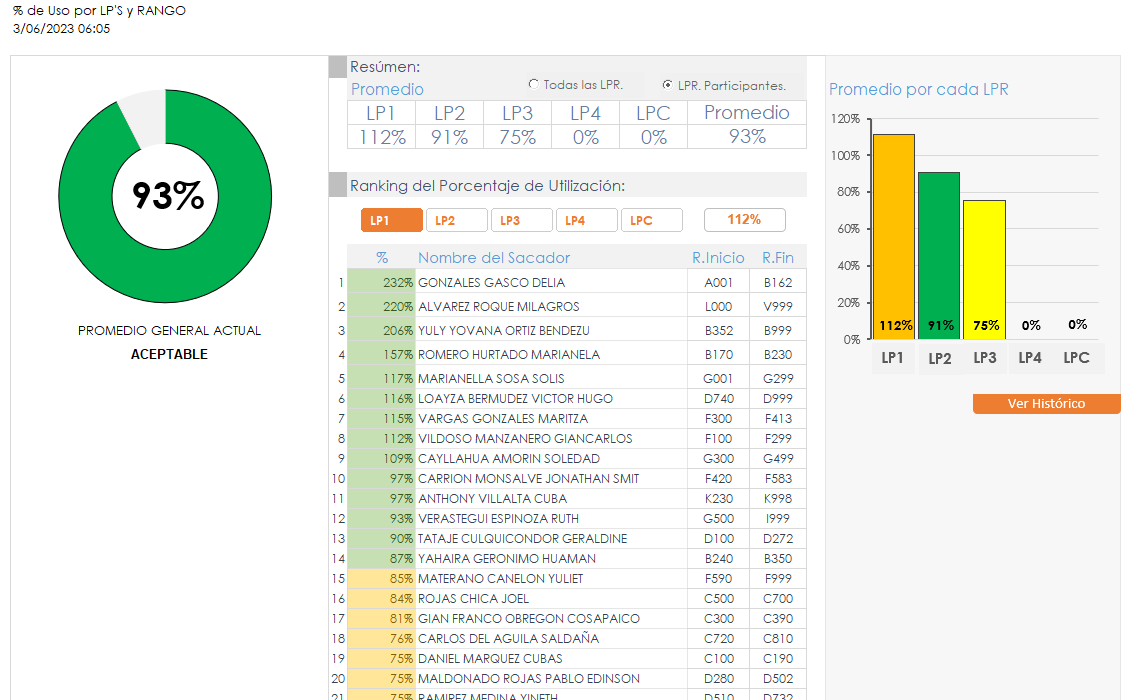 % de Uso por LP'S y RANGO
3/06/2023 06:05
93%
PROMEDIO GENERAL ACTUAL
ACEPTABLE
Resúmen:
Promedio
Todas las LPR.
LPR. Participantes.
LP1 LP2 LP3 LP4 LPC Promedio
112% 91% 75% 0% 0% 93%
Ranking del Porcentaje de Utilización:
LP1 LP2 LP3 LP4 LPC 112%
% Nombre del Sacador R.Inicio R.Fin
1 232% GONZALES GASCO DELIA A001 B162
2 220% ALVAREZ ROQUE MILAGROS L000 V999
3 206% YULY YOVANA ORTIZ BENDEZU B352 B999
4 157% ROMERO HURTADO MARIANELA B170 B230
5 117% MARIANELLA SOSA SOLIS G001 G299
6 116% LOAYZA BERMUDEZ VICTOR HUGO D740 D999
7 115% VARGAS GONZALES MARITZA F300 F413
8 112% VILDOSO MANZANERO GIANCARLOS F100 F299
9 109% CAYLLAHUA AMORIN SOLEDAD G300 G499
10 97% CARRION MONSALVE JONATHAN SMIT F420 F583
11 97% ANTHONY VILLALTA CUBA K230 K998
12 93% VERASTEGUI ESPINOZA RUTH G500 I999
13 90% TATAJE CULQUICONDOR GERALDINE D100 D272
14 87% YAHAIRA GERONIMO HUAMAN B240 B350
15 85% MATERANO CANELON YULIET F590 F999
16 84% ROJAS CHICA JOEL C500 C700
17 81% GIAN FRANCO OBREGON COSAPAICO C300 C390
18 76% CARLOS DEL AGUILA SALDAÑA C720 C810
19 75% DANIEL MARQUEZ CUBAS C100 C190
20 75% MALDONADO ROJAS PABLO EDINSON D280 D502
21 75% RAMIREZ MEDINA YINETH D510 D732
Promedio por cada LPR
120%
100%
80%
60%
40%
20%
0%
112% 91% 75% 0% 0%
LP1 LP2 LP3 LP4 LPC
Ver Histórico